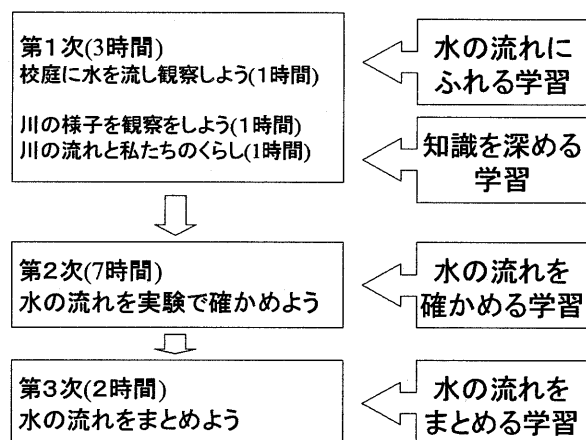 第1次(3時間)
校庭に水を流し観察しよう(1時間)
川の様子を観察をしよう(1時間)
川の流れと私たちのくらし(1時間)
水の流れに
ふれる学習
知識を深める
学習
第2次(7時間)
水の流れを実験で確かめよう
水の流れを
確かめる学習
第3次(2時間)
水の流れをまとめよう
水の流れを
まとめる学習